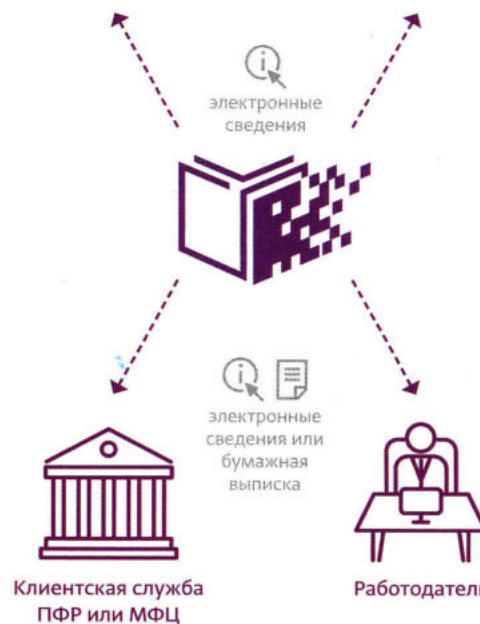 электронные
сведения
электронные
сведения или
бумажная
выписка
Клиентская служба
ПФР или МФЦ
Работодатель